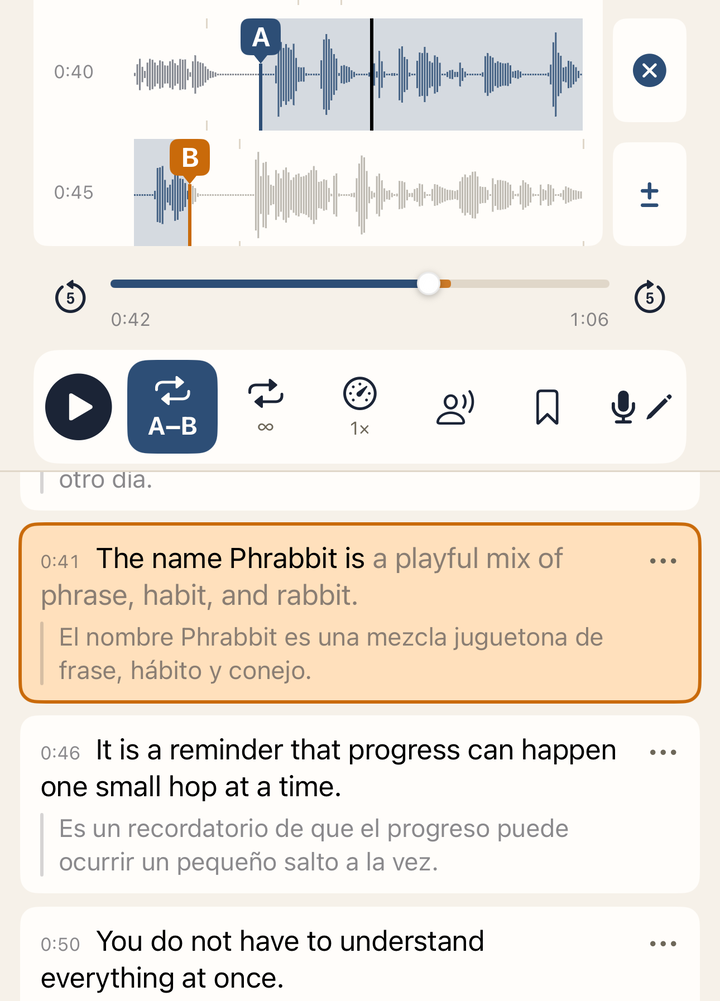 0:40
A
0:45
B
±
5
5
0:42
1:06
A–B
∞
1×
otro día.
0:41 The name Phrabbit is a playful mix of
phrase, habit, and rabbit.
El nombre Phrabbit es una mezcla juguetona de
frase, hábito y conejo.
0:46 It is a reminder that progress can happen
one small hop at a time.
Es un recordatorio de que el progreso puede
ocurrir un pequeño salto a la vez.
0:50 You do not have to understand
everything at once.